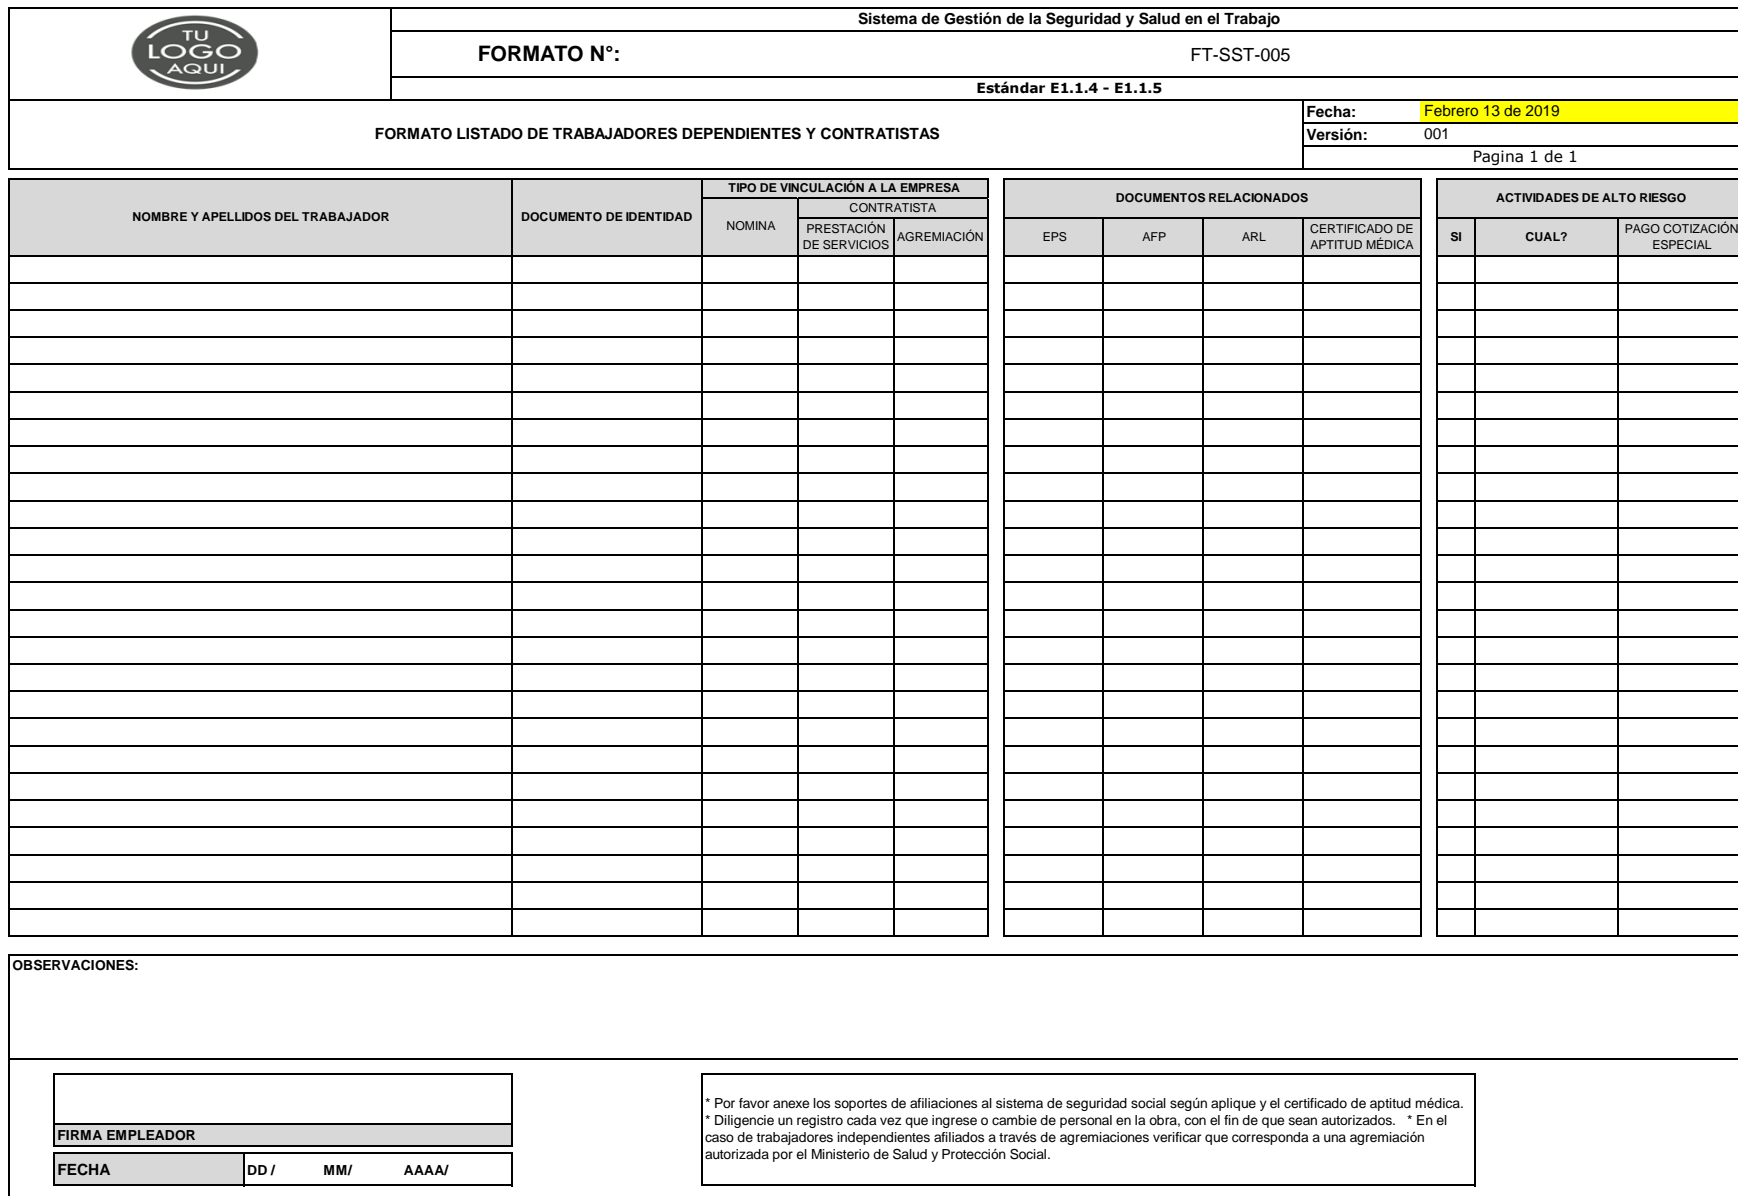 TU
LOGO
AQUI
Sistema de Gestión de la Seguridad y Salud en el Trabajo
FORMATO N°: FT-SST-005
Estándar E1.1.4 - E1.1.5
FORMATO LISTADO DE TRABAJADORES DEPENDIENTES Y CONTRATISTAS
Fecha: Febrero 13 de 2019
Versión: 001
Pagina 1 de 1
NOMBRE Y APELLIDOS DEL TRABAJADOR
DOCUMENTO DE IDENTIDAD
TIPO DE VINCULACIÓN A LA EMPRESA
NOMINA
CONTRATISTA
PRESTACIÓN
DE SERVICIOS
AGREMIACIÓN
DOCUMENTOS RELACIONADOS
EPS
AFP
ARL
CERTIFICADO DE
APTITUD MÉDICA
ACTIVIDADES DE ALTO RIESGO
SI
CUAL?
PAGO COTIZACIÓN
ESPECIAL
OBSERVACIONES:
FIRMA EMPLEADOR
FECHA DD / MM/ AAAA/
* Por favor anexe los soportes de afiliaciones al sistema de seguridad social según aplique y el certificado de aptitud médica.
* Diligencie un registro cada vez que ingrese o cambie de personal en la obra, con el fin de que sean autorizados. * En el
caso de trabajadores independientes afiliados a través de agremiaciones verificar que corresponda a una agremiación
autorizada por el Ministerio de Salud y Protección Social.